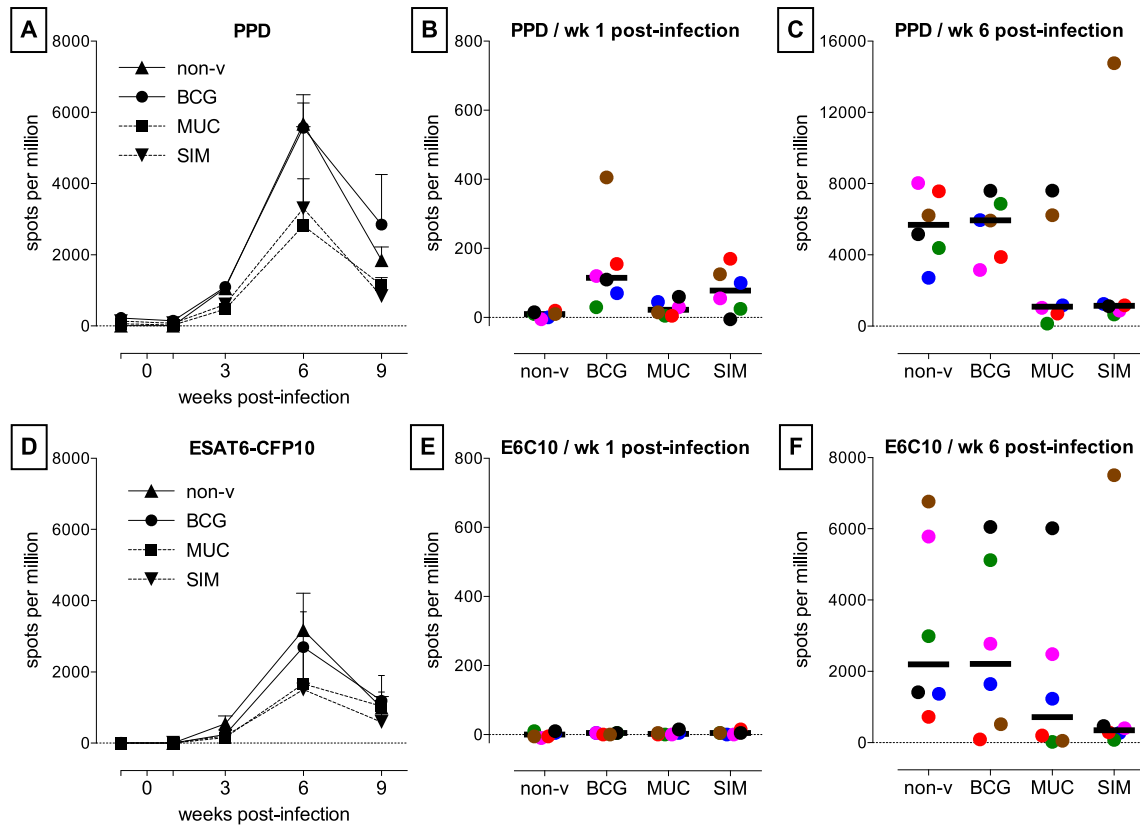 A
PPD
8000
6000
4000
2000
0
spots per million
non-v
BCG
MUC
SIM
0
3
6
9
weeks post-infection
B
PPD / wk 1 post-infection
800
600
400
200
0
spots per million
non-v
BCG
MUC
SIM
C
PPD / wk 6 post-infection
16000
12000
8000
4000
0
spots per million
non-v
BCG
MUC
SIM
D
ESAT6-CFP10
8000
6000
4000
2000
0
spots per million
non-v
BCG
MUC
SIM
0
3
6
9
weeks post-infection
E
E6C10 / wk 1 post-infection
800
600
400
200
0
spots per million
non-v
BCG
MUC
SIM
F
E6C10 / wk 6 post-infection
8000
6000
4000
2000
0
spots per million
non-v
BCG
MUC
SIM